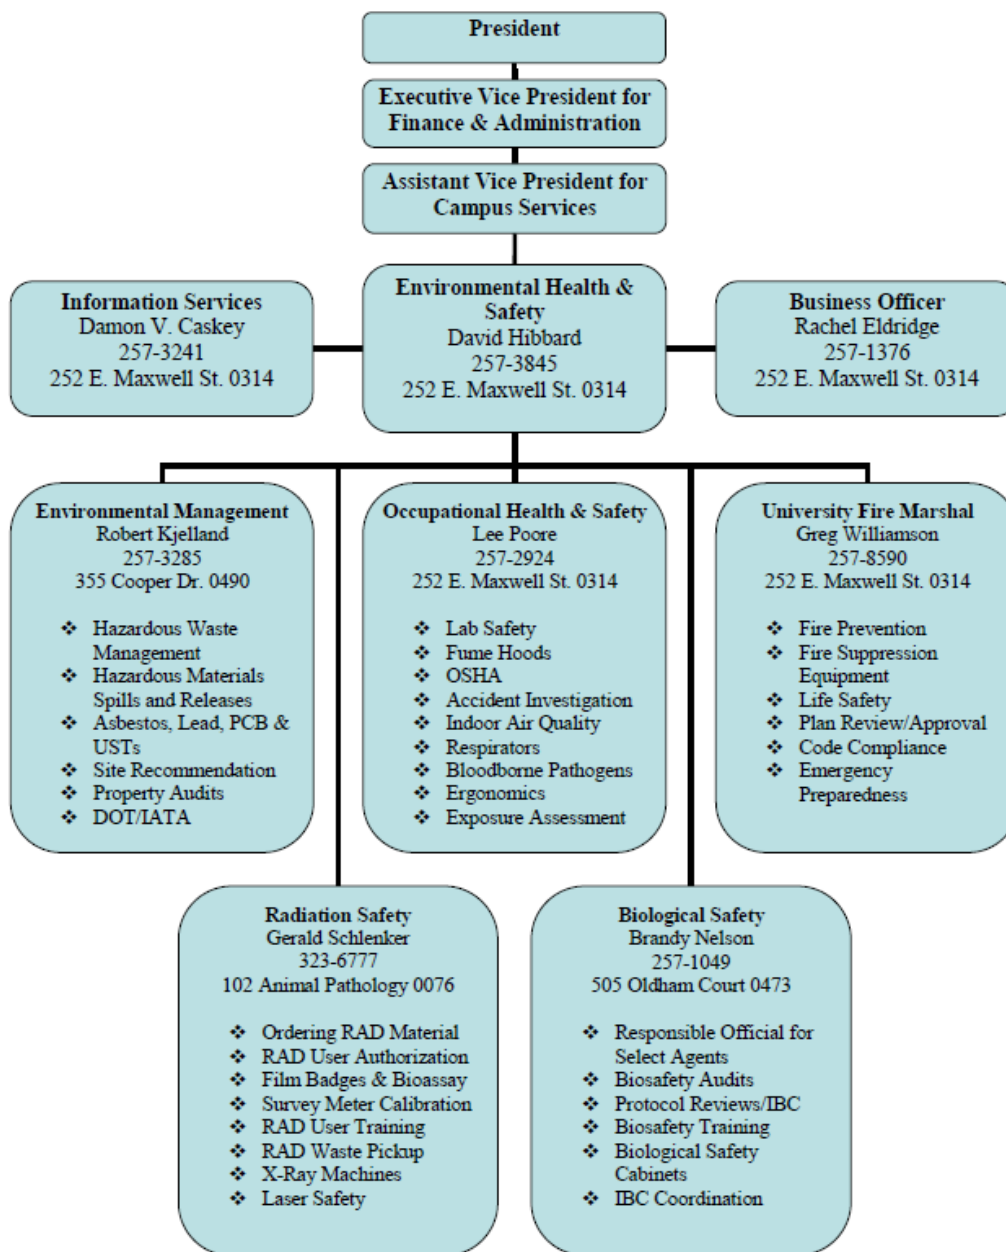 President
Executive Vice President for
Finance & Administration
Assistant Vice President for
Campus Services
Information Services
Damon V. Caskey
257-3241
252 E. Maxwell St. 0314
Environmental Health &
Safety
David Hibbard
257-3845
252 E. Maxwell St. 0314
Business Officer
Rachel Eldridge
257-1376
252 E. Maxwell St. 0314
Environmental Management
Robert Kjelland
257-3285
355 Cooper Dr. 0490
❖ Hazardous Waste
Management
❖ Hazardous Materials
Spills and Releases
❖ Asbestos, Lead, PCB &
USTs
❖ Site Recommendation
❖ Property Audits
❖ DOT/IATA
Occupational Health & Safety
Lee Poore
257-2924
252 E. Maxwell St. 0314
❖ Lab Safety
❖ Fume Hoods
❖ OSHA
❖ Accident Investigation
❖ Indoor Air Quality
❖ Respirators
❖ Bloodborne Pathogens
❖ Ergonomics
❖ Exposure Assessment
University Fire Marshal
Greg Williamson
257-8590
252 E. Maxwell St. 0314
❖ Fire Prevention
❖ Fire Suppression
Equipment
❖ Life Safety
❖ Plan Review/Approval
❖ Code Compliance
❖ Emergency
Preparedness
Radiation Safety
Gerald Schlenker
323-6777
102 Animal Pathology 0076
❖ Ordering RAD Material
❖ RAD User Authorization
❖ Film Badges & Bioassay
❖ Survey Meter Calibration
❖ RAD User Training
❖ RAD Waste Pickup
❖ X-Ray Machines
❖ Laser Safety
Biological Safety
Brandy Nelson
257-1049
505 Oldham Court 0473
❖ Responsible Official for
Select Agents
❖ Biosafety Audits
❖ Protocol Reviews/IBC
❖ Biosafety Training
❖ Biological Safety
Cabinets
❖ IBC Coordination